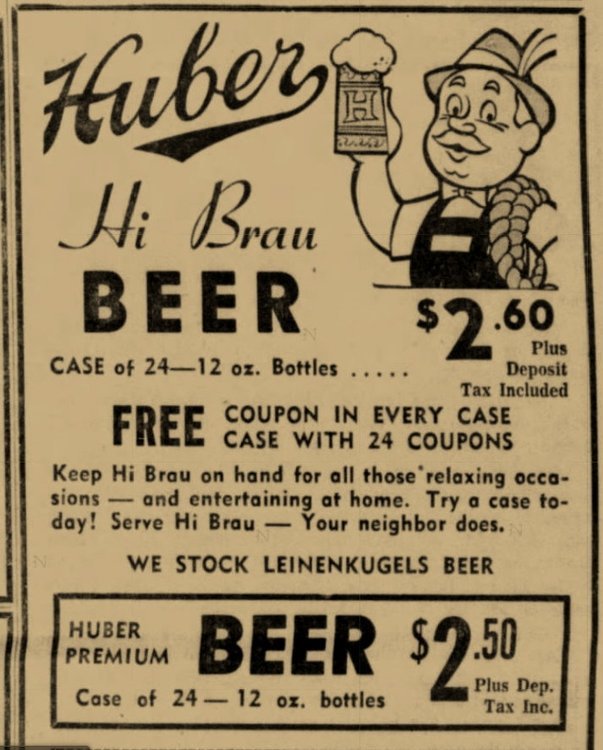 Huber
H
Hi Brau
BEER
$2.60
CASE of 24—12 oz. Bottles .....
Plus
Deposit
Tax Included
FREE COUPON IN EVERY CASE
CASE WITH 24 COUPONS
Keep Hi Brau on hand for all those relaxing occa-
sions — and entertaining at home. Try a case to-
day! Serve Hi Brau — Your neighbor does.
WE STOCK LEINENKUGELS BEER
HUBER
PREMIUM
BEER
$2.50
Case of 24 — 12 oz. bottles
Plus Dep.
Tax Inc.